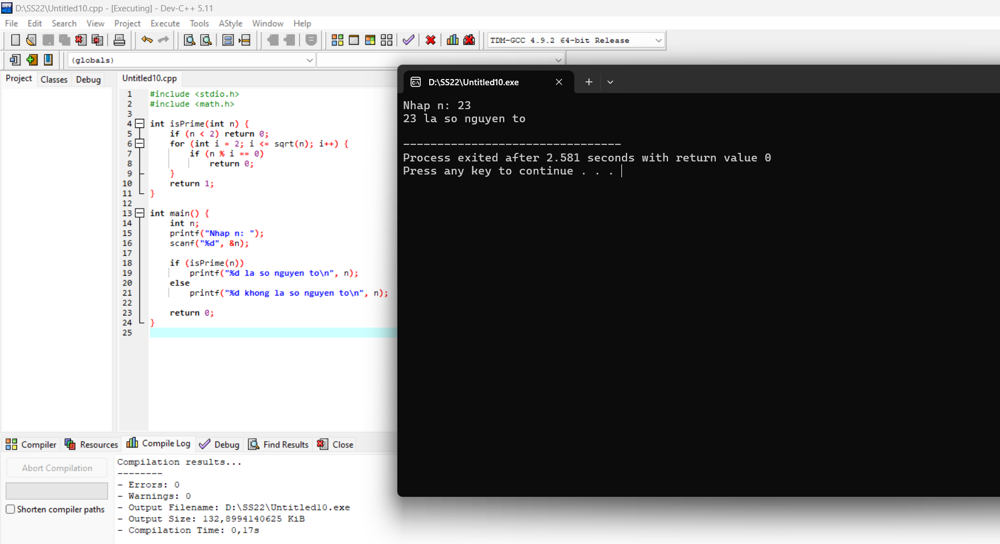 D:\SS22\Untitled10.cpp - [Executing] - Dev-C++ 5.11
File Edit Search View Project Execute Tools AStyle Window Help
TDM-GCC 4.9.2 64-bit Release
(globals)
Project Classes Debug
Untitled10.cpp
1 #include <stdio.h>
2 #include <math.h>
3
4 int isPrime(int n) {
5 if (n < 2) return 0;
6 for (int i = 2; i <= sqrt(n); i++) {
7 if (n % i == 0)
8 return 0;
9 }
10 return 1;
11 }
12
13 int main() {
14 int n;
15 printf("Nhap n: ");
16 scanf("%d", &n);
17
18 if (isPrime(n))
19 printf("%d la so nguyen to\n", n);
20 else
21 printf("%d khong la so nguyen to\n", n);
22
23 return 0;
24 }
25
D:\SS22\Untitled10.exe
Nhap n: 23
23 la so nguyen to
--------------------------------
Process exited after 2.581 seconds with return value 0
Press any key to continue . . .
Compiler Resources Compile Log Debug Find Results Close
Abort Compilation
Shorten compiler paths
Compilation results...
--------
- Errors: 0
- Warnings: 0
- Output Filename: D:\SS22\Untitled10.exe
- Output Size: 132,8994140625 KiB
- Compilation Time: 0,17s